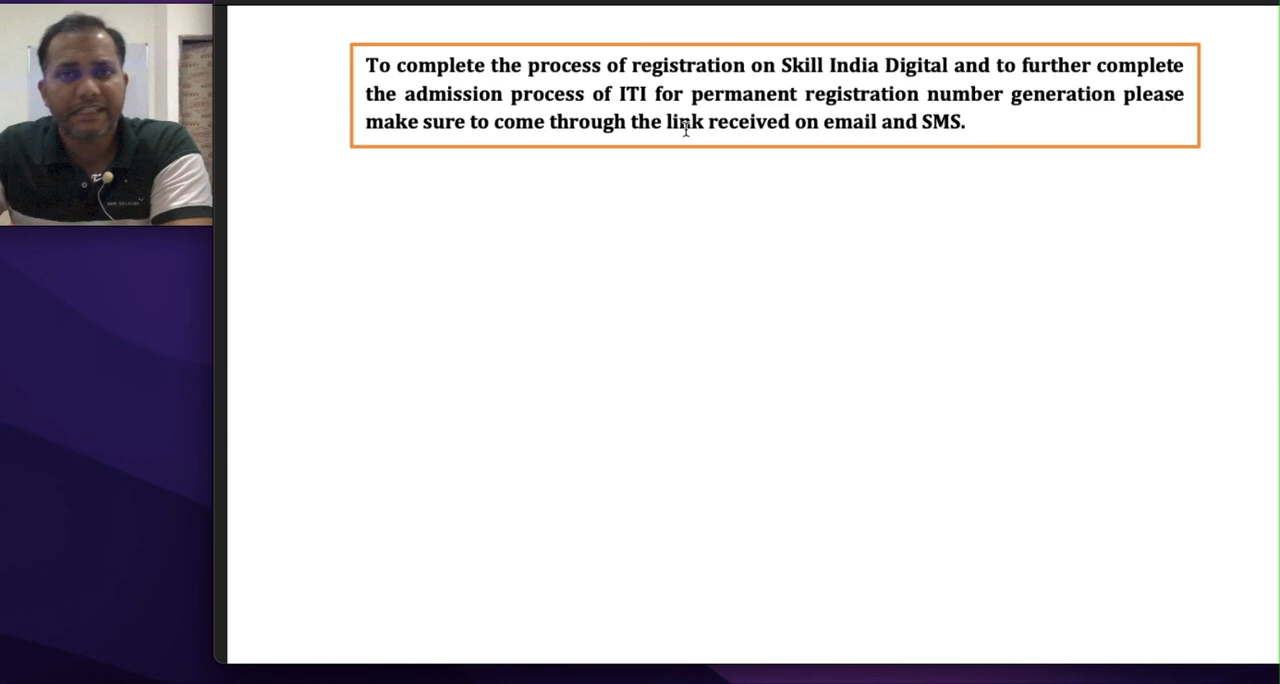 To complete the process of registration on Skill India Digital and to further complete
the admission process of ITI for permanent registration number generation please
make sure to come through the link received on email and SMS.